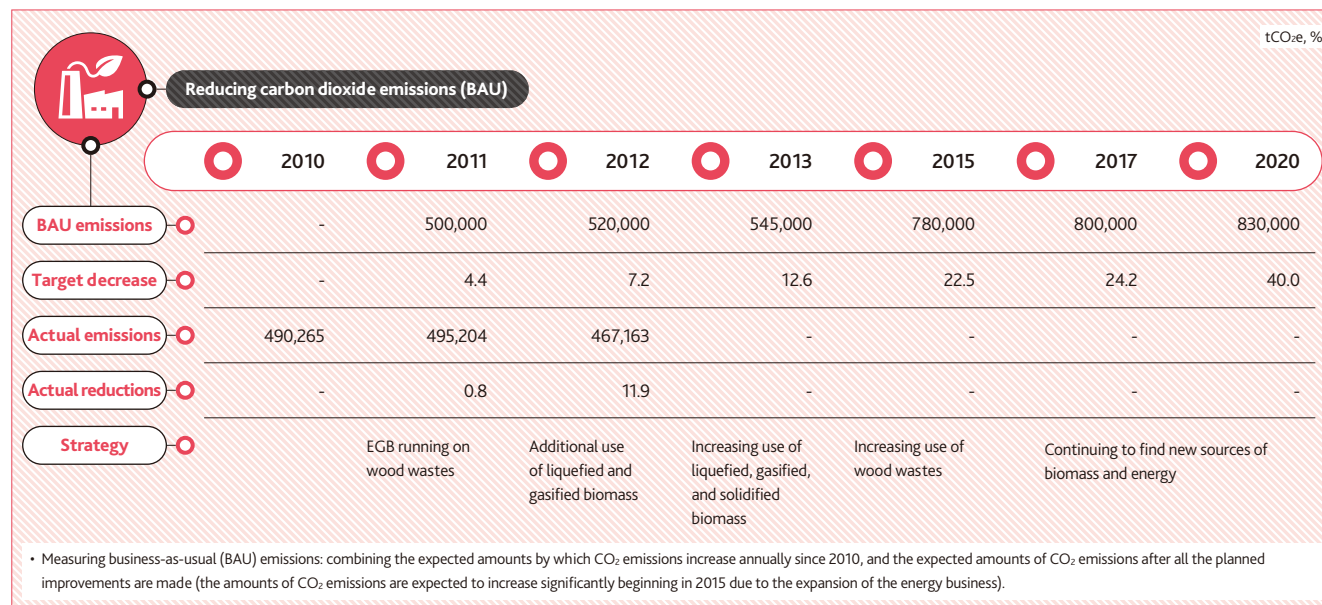 tCO₂e, %
Reducing carbon dioxide emissions (BAU)
2010 2011 2012 2013 2015 2017 2020
BAU emissions - 500,000 520,000 545,000 780,000 800,000 830,000
Target decrease - 4.4 7.2 12.6 22.5 24.2 40.0
Actual emissions 490,265 495,204 467,163 - - - -
Actual reductions - 0.8 11.9 - - - -
Strategy
EGB running on
wood wastes
Additional use
of liquefied and
gasified biomass
Increasing use of
liquefied, gasified,
and solidified
biomass
Increasing use of
wood wastes
Continuing to find new sources of
biomass and energy
• Measuring business-as-usual (BAU) emissions: combining the expected amounts by which CO₂ emissions increase annually since 2010, and the expected amounts of CO₂ emissions after all the planned
improvements are made (the amounts of CO₂ emissions are expected to increase significantly beginning in 2015 due to the expansion of the energy business).